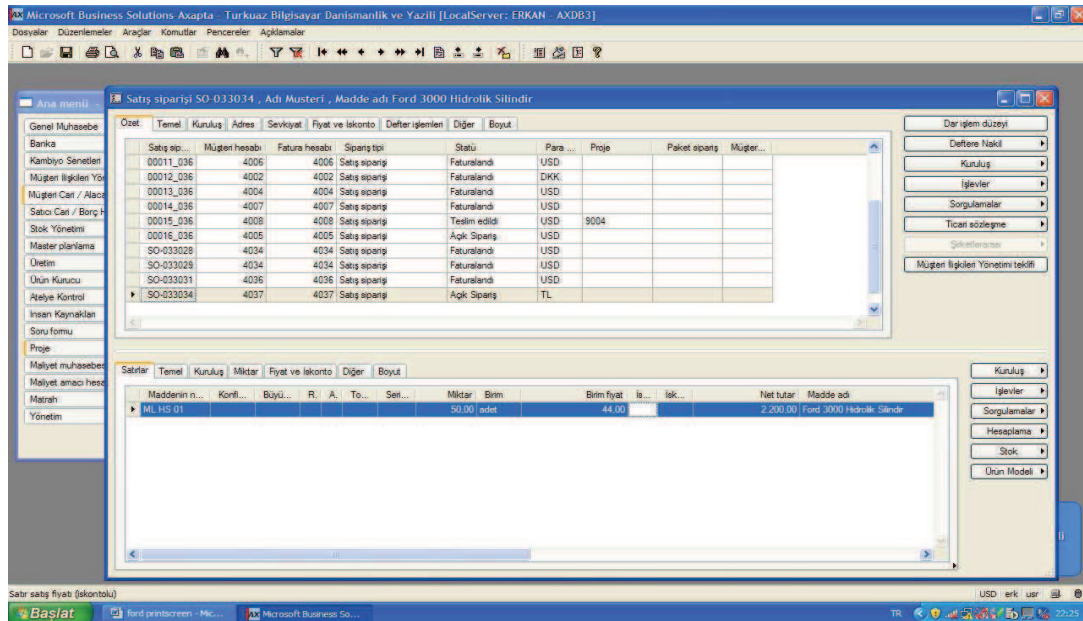 Microsoft Business Solutions-Axapta - Turkuaz Bilgisayar Danismanlik ve Yazili [LocalServer: ERKAN - AXDB3]
Dosyalar Düzenlemeler Araçlar Komutlar Pencereler Açıklamalar
Ana menü -
Genel Muhasebe
Banka
Kambiyo Senetleri
Müşteri İlişkileri Yön
Müşteri Cari / Alaca
Satıcı Cari / Borç H
Stok Yönetimi
Master planlama
Üretim
Ürün Kurucu
Atelye Kontrol
İnsan Kaynakları
Soru formu
Proje
Maliyet muhasebes
Maliyet amacı hesa
Matrah
Yönetim
Satış siparişi SO-033034 , Adı Musteri , Madde adı Ford 3000 Hidrolik Silindir
Özet Temel Kuruluş Adres Sevkiyat Fiyat ve İskonto Defter işlemleri Diğer Boyut
Satış sip... Müşteri hesabı Fatura hesabı Sipariş tipi Statü Para ... Proje Paket sipariş Müşter...
00011_036 4006 4006 Satış siparişi Faturalandı USD
00012_036 4002 4002 Satış siparişi Faturalandı DKK
00013_036 4004 4004 Satış siparişi Faturalandı USD
00014_036 4007 4007 Satış siparişi Faturalandı USD
00015_036 4008 4008 Satış siparişi Teslim edildi USD 9004
00016_036 4005 4005 Satış siparişi Açık Sipariş USD
SO-033028 4034 4034 Satış siparişi Faturalandı USD
SO-033029 4034 4034 Satış siparişi Faturalandı USD
SO-033031 4036 4036 Satış siparişi Faturalandı USD
SO-033034 4037 4037 Satış siparişi Açık Sipariş TL
Dar işlem düzeyi
Deftere Nakil
Kuruluş
İşlevler
Sorgulamalar
Ticari sözleşme
Şirketlerarası
Müşteri İlişkileri Yönetimi teklifi
Satırlar Temel Kuruluş Miktar Fiyat ve İskonto Diğer Boyut
Maddenin n... Konfi... Büyü... R. A. To... Seri... Miktar Birim Birim fiyat İs... İsk... Net tutar Madde adı
ML HS 01 50,00 adet 44,00 2.200,00 Ford 3000 Hidrolik Silindir
Kuruluş
İşlevler
Sorgulamalar
Hesaplama
Stok
Ürün Modeli
Satır satış fiyatı (iskontolu)
USD erk usr
Başlat
ford printscreen - Mic...
Microsoft Business So...
TR
22:25